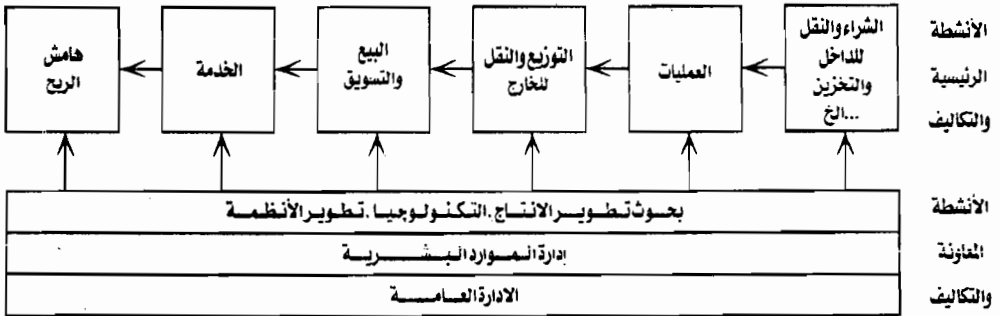 الأنشطة
الرئيسية
والتكاليف
الشراء والنقل
للداخل
والتخزين
...الخ
العمليات
التوزيع والنقل
للخارج
البيع
والتسويق
الخدمة
هامش
الربح
الأنشطة
المعاونة
والتكاليف
بحوث تطوير الانتاج، التكنولوجيا، تطوير الأنظمة
إدارة الموارد البشرية
الادارة العامة